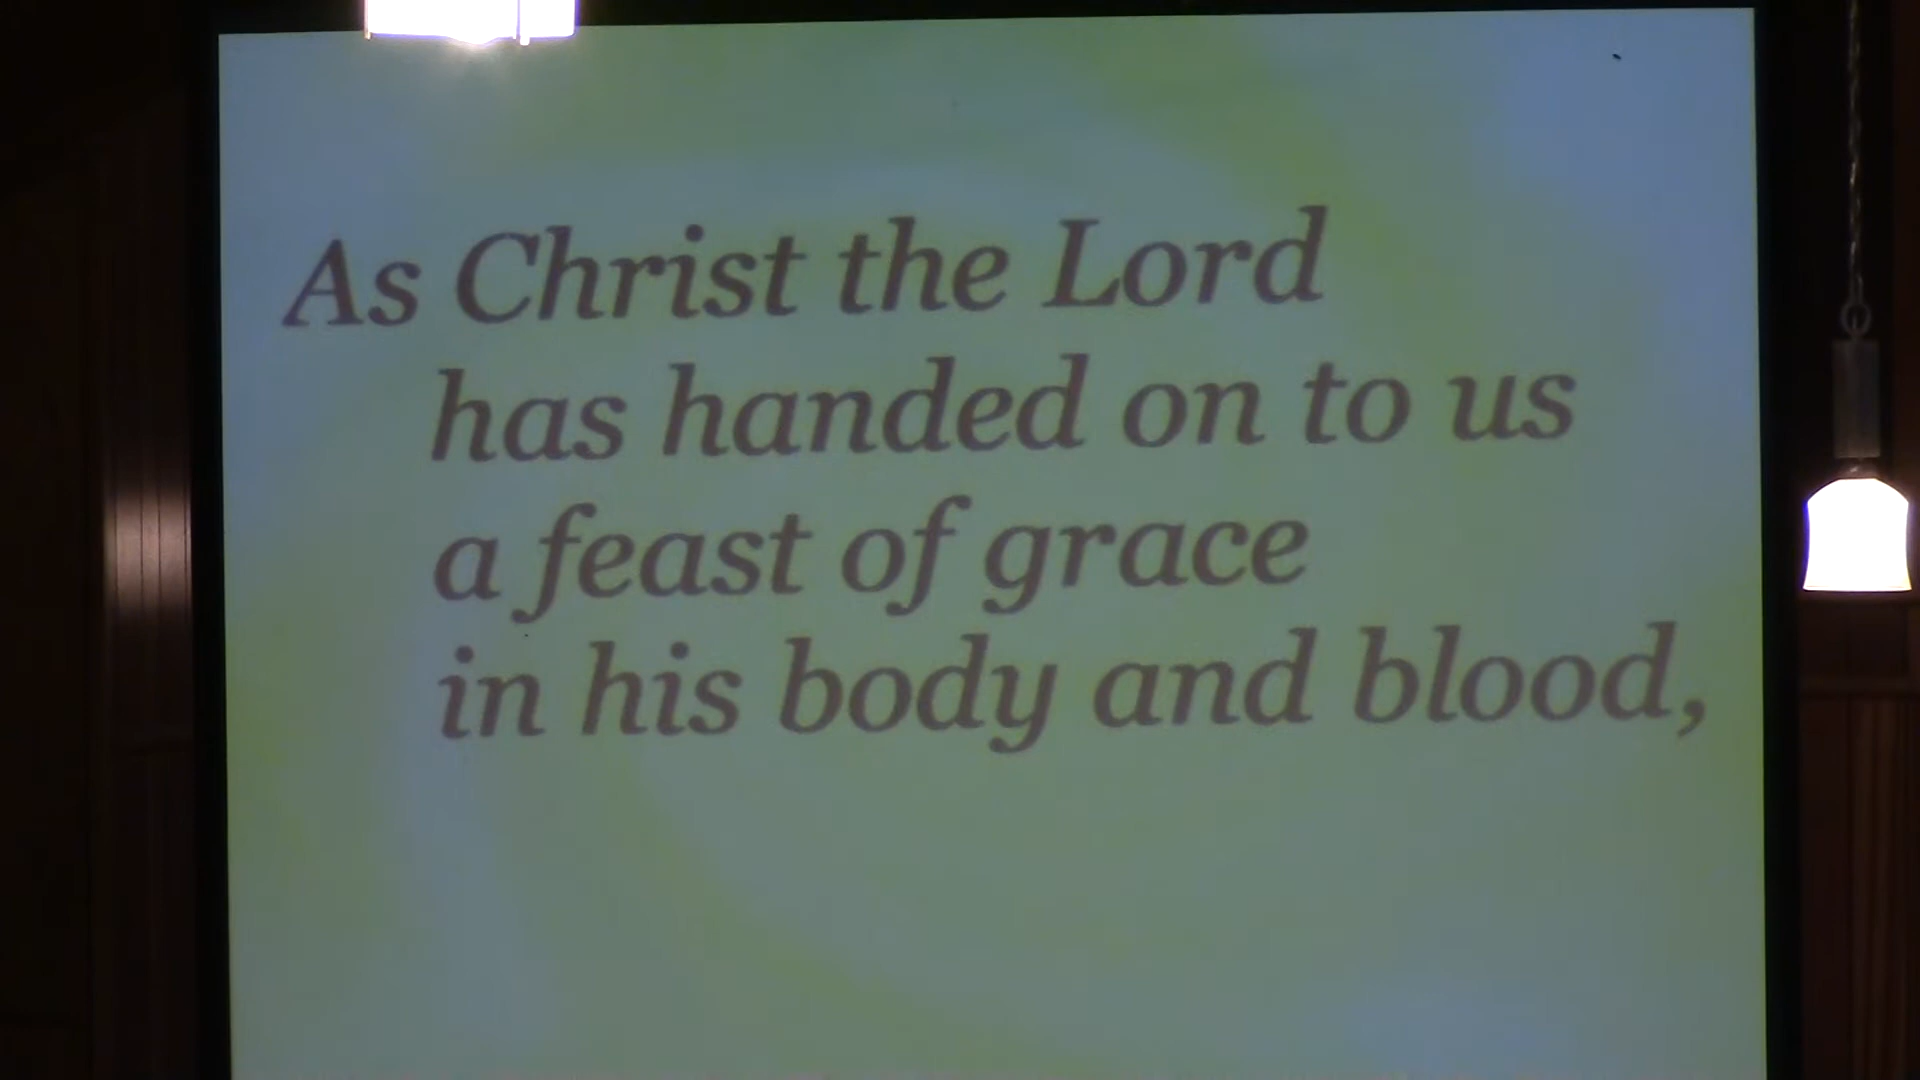 As Christ the Lord
has handed on to us
a feast of grace
in his body and blood,